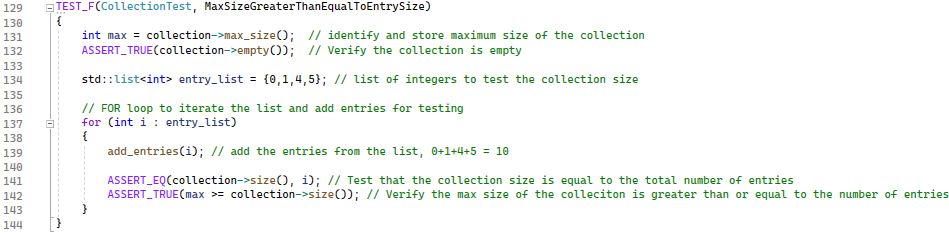 129 TEST_F(CollectionTest, MaxSizeGreaterThanEqualToEntrySize)
130 {
131 int max = collection->max_size(); // identify and store maximum size of the collection
132 ASSERT_TRUE(collection->empty()); // Verify the collection is empty
133
134 std::list<int> entry_list = {0,1,4,5}; // list of integers to test the collection size
135
136 // FOR loop to iterate the list and add entries for testing
137 for (int i : entry_list)
138 {
139 add_entries(i); // add the entries from the list, 0+1+4+5 = 10
140
141 ASSERT_EQ(collection->size(), i); // Test that the collection size is equal to the total number of entries
142 ASSERT_TRUE(max >= collection->size()); // Verify the max size of the colleciton is greater than or equal to the number of entries
143 }
144 }